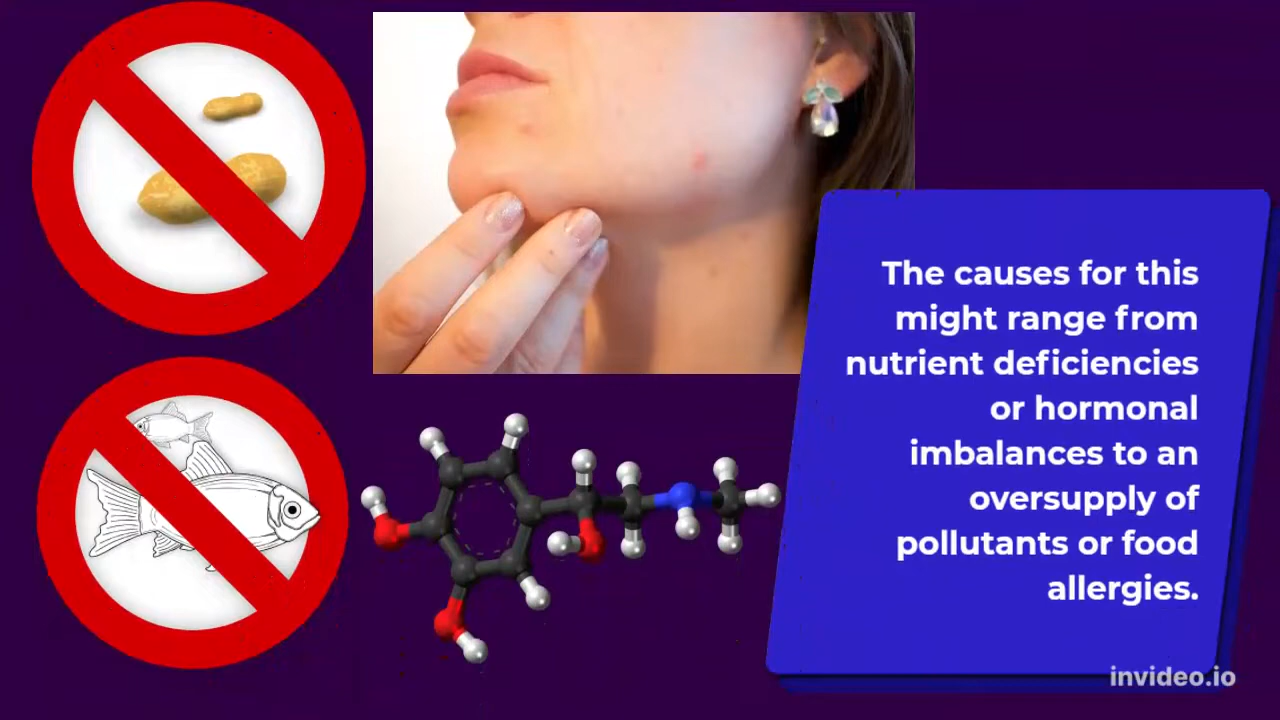 The causes for this
might range from
nutrient deficiencies
or hormonal
imbalances to an
oversupply of
pollutants or food
allergies.
invideo.io